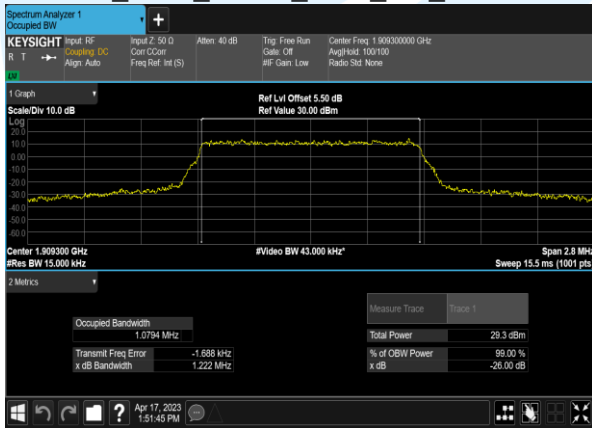 Spectrum Analyzer 1
Occupied BW
+
KEYSIGHT Input: RF Input Z: 50 Ω Atten: 40 dB Trig: Free Run Center Freq: 1.909300000 GHz
R T Coupling: DC Corr CCorr Gate: Off Avg|Hold: 100/100
Align: Auto Freq Ref: Int (S) #IF Gain: Low Radio Std: None
1 Graph
Scale/Div 10.0 dB Ref Lvl Offset 5.50 dB
Ref Value 30.00 dBm
Log
20.0
10.0
0.00
-10.0
-20.0
-30.0
-40.0
-50.0
-60.0
Center 1.909300 GHz #Video BW 43.000 kHz* Span 2.8 MHz
#Res BW 15.000 kHz Sweep 15.5 ms (1001 pts
2 Metrics
Measure Trace Trace 1
Occupied Bandwidth
1.0794 MHz Total Power 29.3 dBm
Transmit Freq Error -1.688 kHz % of OBW Power 99.00 %
x dB Bandwidth 1.222 MHz x dB -26.00 dB
? Apr 17, 2023
1:51:45 PM